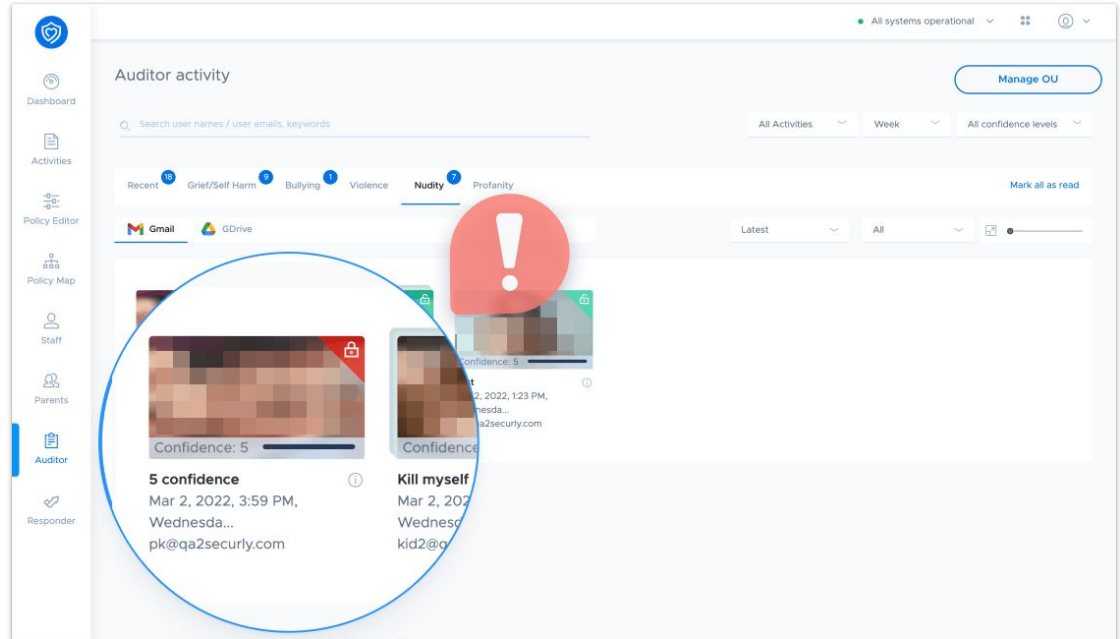 All systems operational
Auditor activity
Manage OU
Dashboard
Search user names / user emails, keywords
All Activities
Week
All confidence levels
Activities
Recent 18
Grief/Self Harm 9
Bullying 1
Violence
Nudity 7
Profanity
Mark all as read
Policy Editor
Gmail
GDrive
Latest
All
Policy Map
Staff
Parents
Auditor
Responder
Confidence: 5
Confidence
Confidence: 5
5 confidence
Mar 2, 2022, 3:59 PM,
Wednesda...
pk@qa2securly.com
Kill myself
Mar 2, 202
Wednesd
kid2@q
2, 2022, 1:23 PM,
nesda...
a2securly.com